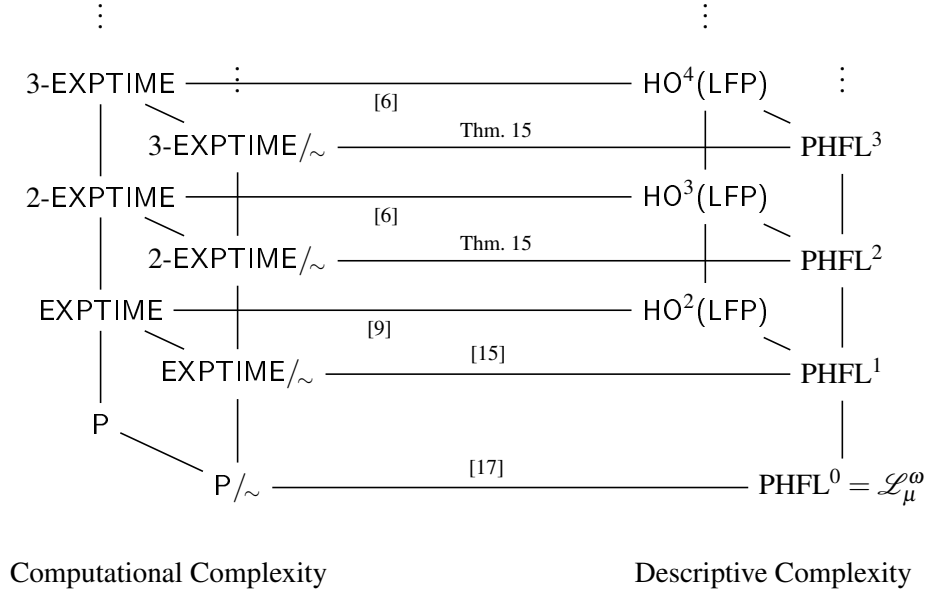 ⋮ ⋮
3-EXPTIME ⋮ [6] HO⁴(LFP) ⋮
3-EXPTIME/∼ Thm. 15 PHFL³
2-EXPTIME [6] HO³(LFP)
2-EXPTIME/∼ Thm. 15 PHFL²
EXPTIME [9] HO²(LFP)
EXPTIME/∼ [15] PHFL¹
P
P/∼ [17] PHFL⁰ = ℒ_μ^ω
Computational Complexity Descriptive Complexity